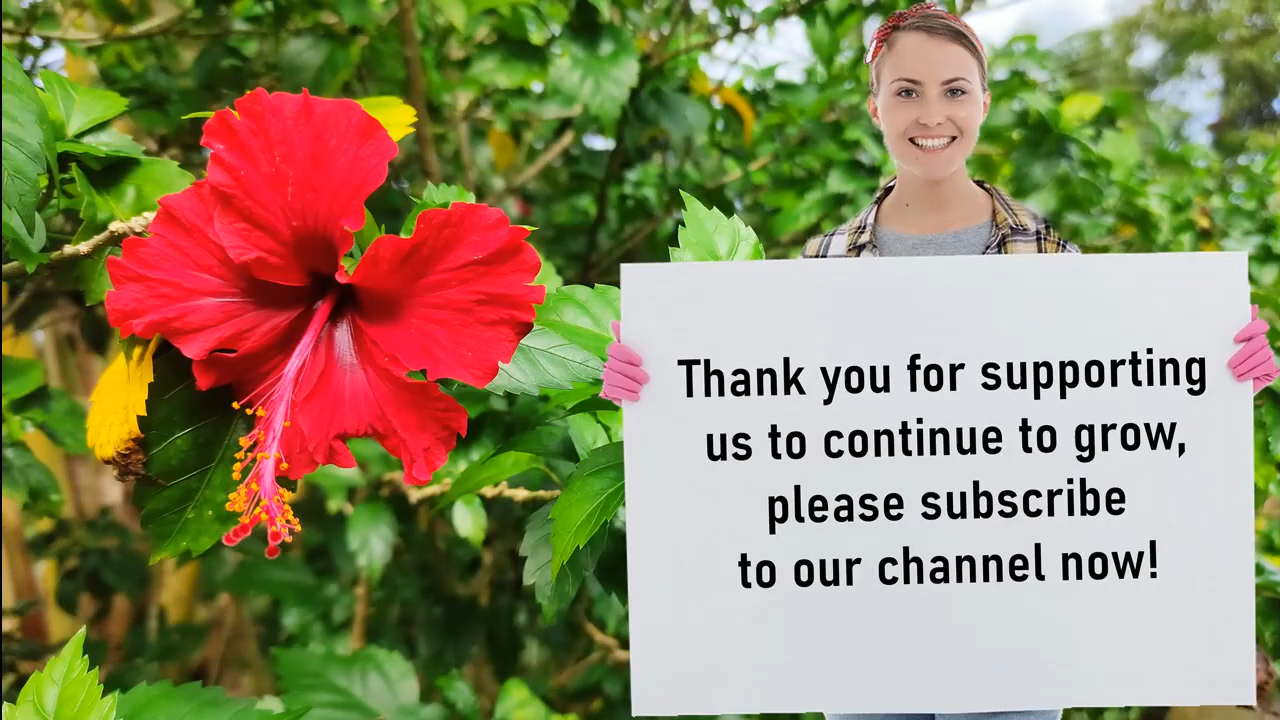 Thank you for supporting
us to continue to grow,
please subscribe
to our channel now!